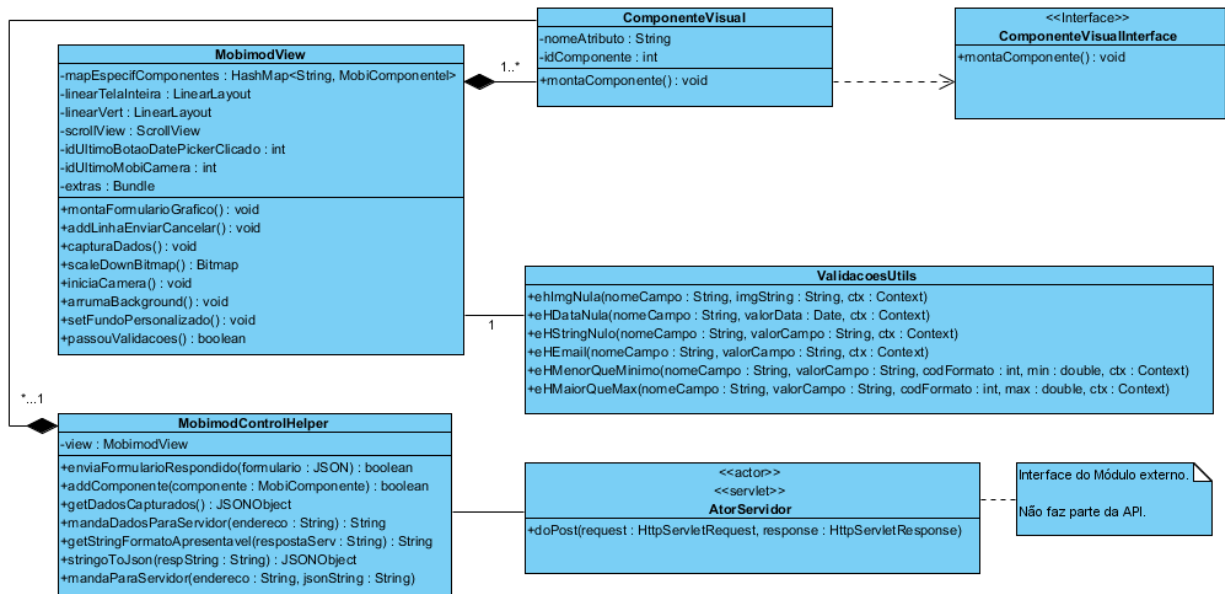 ComponenteVisual
-nomeAtributo : String
-idComponente : int
+montaComponente() : void
<<Interface>>
ComponenteVisualInterface
+montaComponente() : void
MobimodView
-mapEspecifComponentes : HashMap<String, MobiComponenteI>
-linearTelaInteira : LinearLayout
-linearVert : LinearLayout
-scrollView : ScrollView
-idUltimoBotaoDatePickerClicado : int
-idUltimoMobiCamera : int
-extras : Bundle
+montaFormularioGrafico() : void
+addLinhaEnviarCancelar() : void
+capturaDados() : void
+scaleDownBitmap() : Bitmap
+iniciaCamera() : void
+arrumaBackground() : void
+setFundoPersonalizado() : void
+passouValidacoes() : boolean
1..*
1
ValidacoesUtils
+ehImgNula(nomeCampo : String, imgString : String, ctx : Context)
+eHDataNula(nomeCampo : String, valorData : Date, ctx : Context)
+eHStringNulo(nomeCampo : String, valorCampo : String, ctx : Context)
+eHEmail(nomeCampo : String, valorCampo : String, ctx : Context)
+eHMenorQueMinimo(nomeCampo : String, valorCampo : String, codFormato : int, min : double, ctx : Context)
+eHMaiorQueMax(nomeCampo : String, valorCampo : String, codFormato : int, max : double, ctx : Context)
*...1
MobimodControlHelper
-view : MobimodView
+enviaFormularioRespondido(formulario : JSON) : boolean
+addComponente(componente : MobiComponente) : boolean
+getDadosCapturados() : JSONObject
+mandaDadosParaServidor(endereco : String) : String
+getStringFormatoApresentavel(respostaServ : String) : String
+stringoToJson(respString : String) : JSONObject
+mandaParaServidor(endereco : String, jsonString : String)
<<actor>>
<<servlet>>
AtorServidor
+doPost(request : HttpServletRequest, response : HttpServletResponse)
Interface do Módulo externo.
Não faz parte da API.